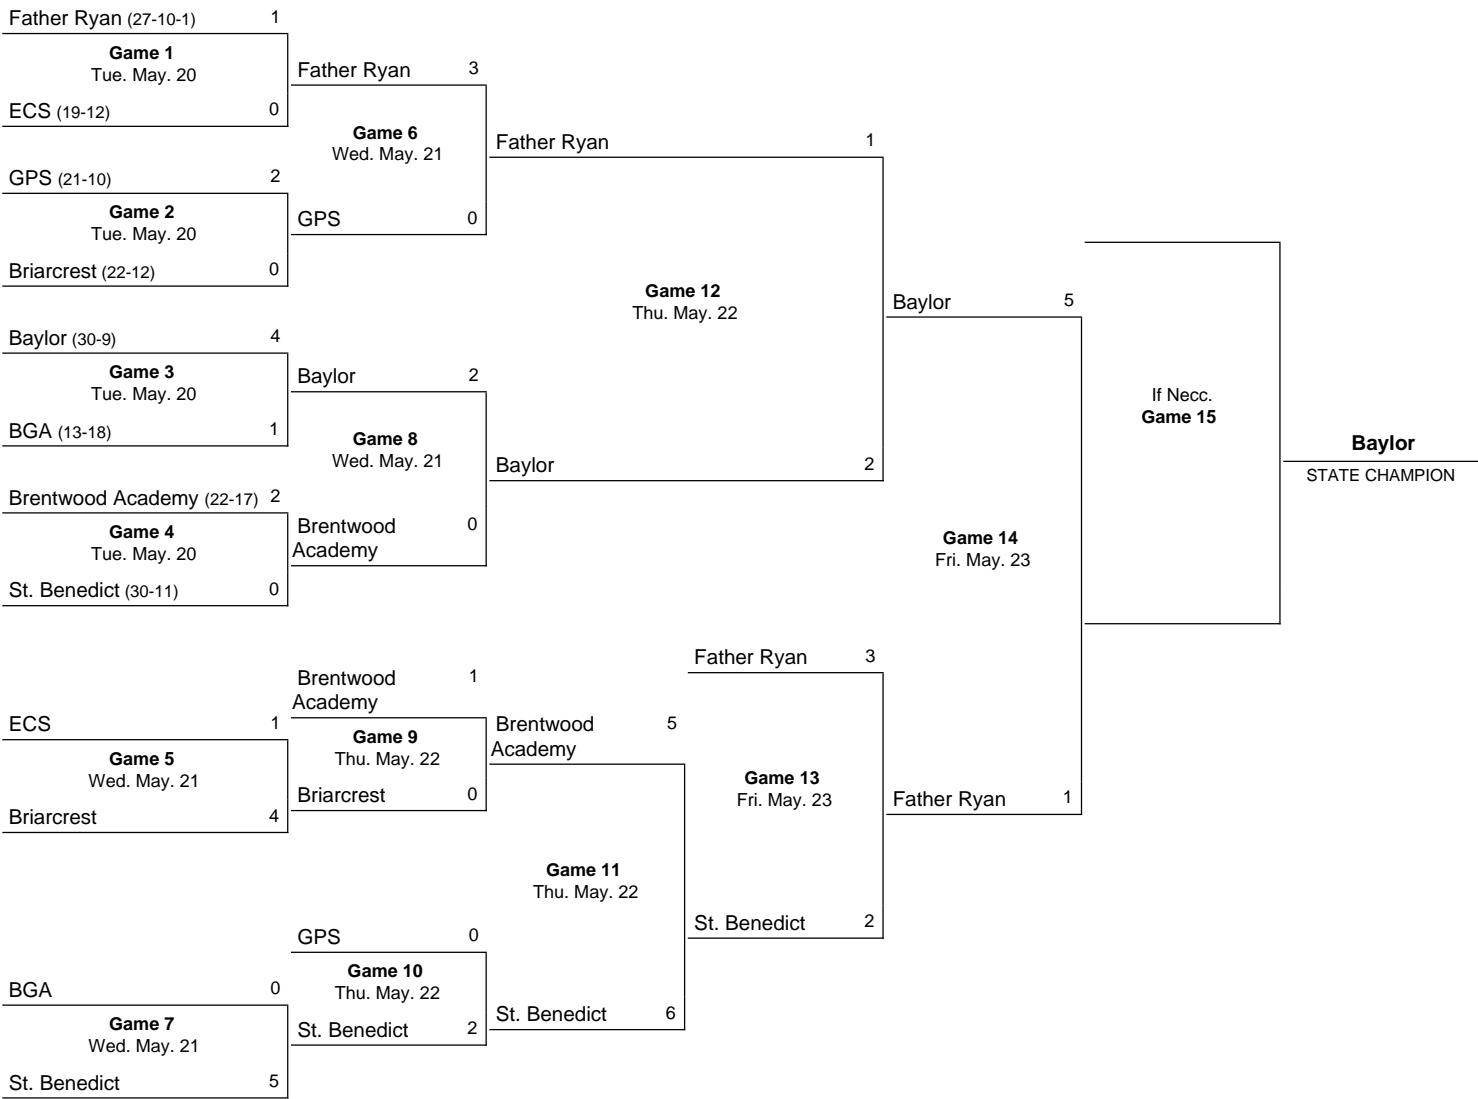 Father Ryan (27-10-1) 1
Game 1
Tue. May. 20
ECS (19-12) 0
GPS (21-10) 2
Game 2
Tue. May. 20
Briarcrest (22-12) 0
Baylor (30-9) 4
Game 3
Tue. May. 20
BGA (13-18) 1
Brentwood Academy (22-17) 2
Game 4
Tue. May. 20
St. Benedict (30-11) 0
ECS 1
Game 5
Wed. May. 21
Briarcrest 4
BGA 0
Game 7
Wed. May. 21
St. Benedict 5
Father Ryan 3
Game 6
Wed. May. 21
GPS 0
Baylor 2
Game 8
Wed. May. 21
Brentwood 0
Academy
Brentwood 1
Academy
Game 9
Thu. May. 22
Briarcrest 0
GPS 0
Game 10
Thu. May. 22
St. Benedict 2
Father Ryan 1
Game 12
Thu. May. 22
Baylor 2
Brentwood 5
Academy
Game 11
Thu. May. 22
St. Benedict 6
Father Ryan 3
Game 13
Fri. May. 23
St. Benedict 2
Baylor 5
Game 14
Fri. May. 23
Father Ryan 1
If Necc.
Game 15
Baylor
STATE CHAMPION